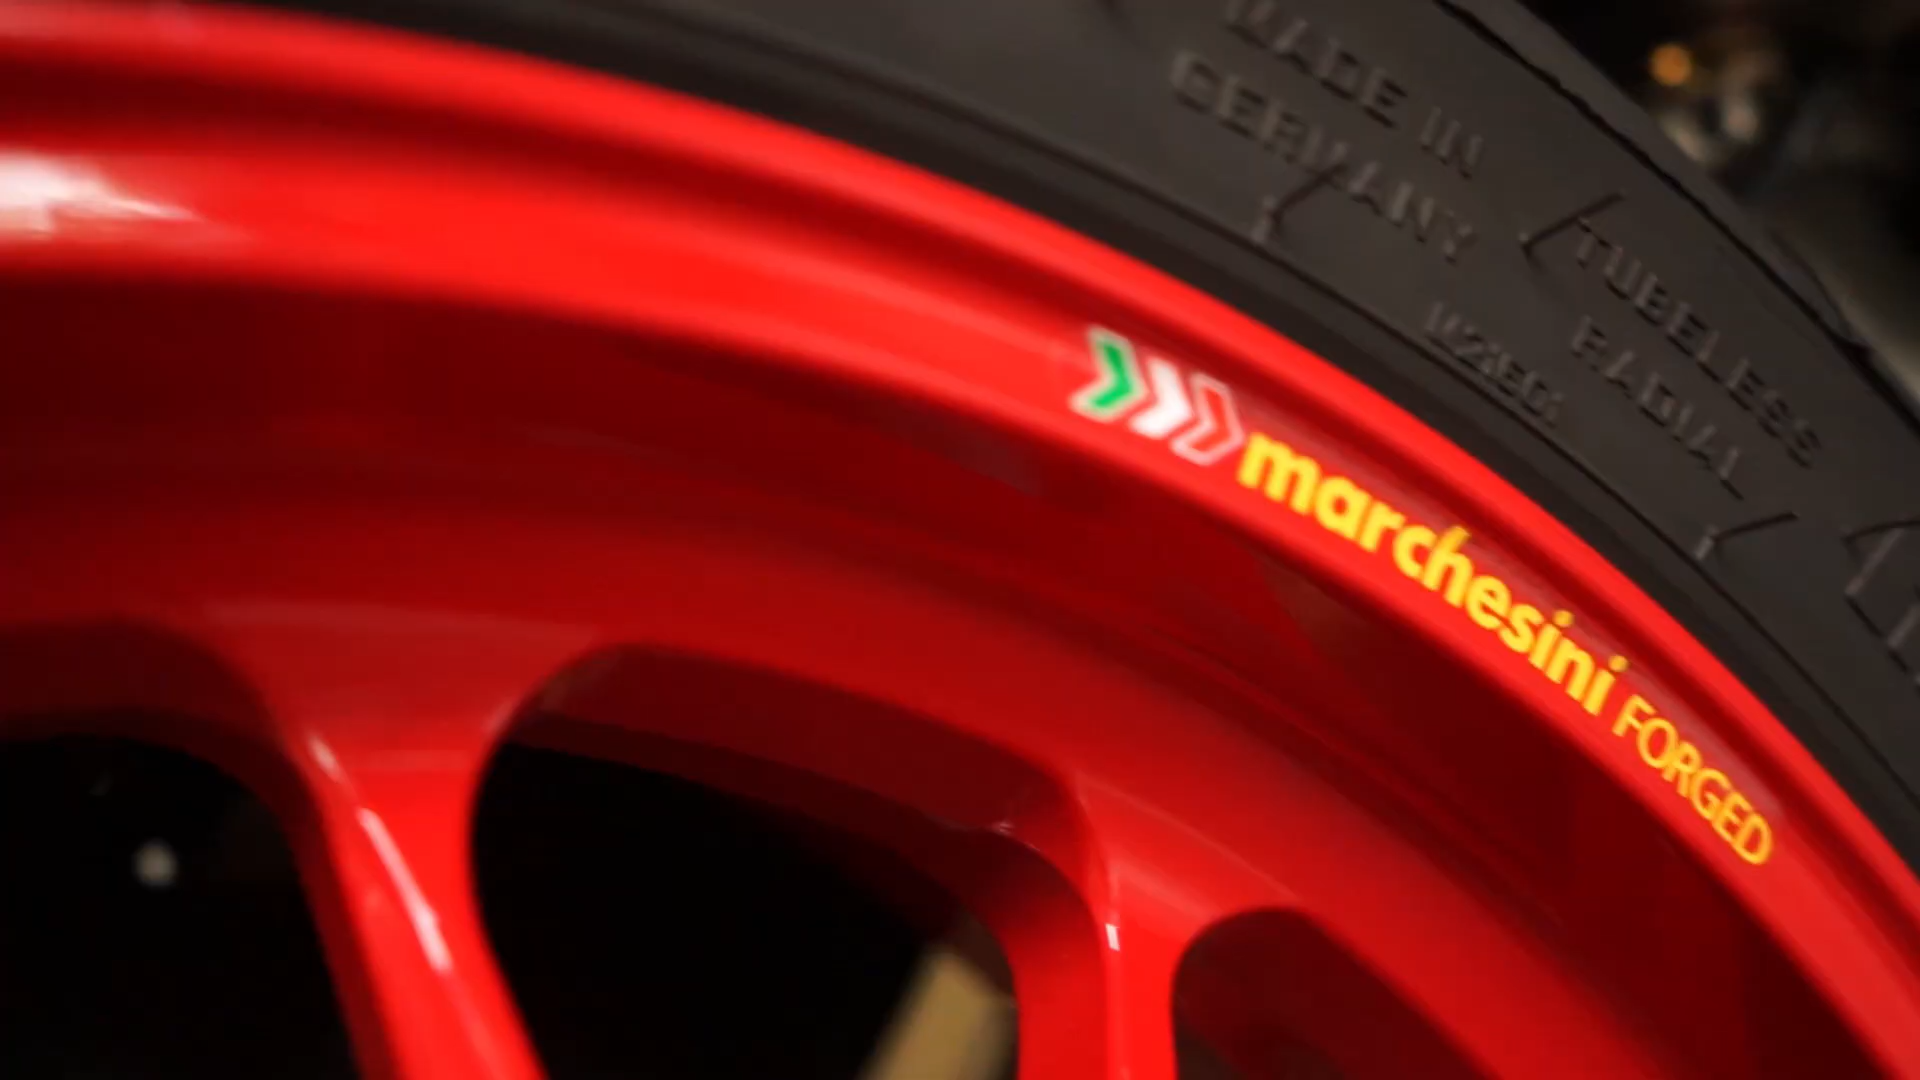 MADE IN
GERMANY
TUBELESS
RADIAL
marchesini FORGED